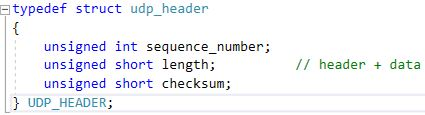 typedef struct udp_header
{
unsigned int sequence_number;
unsigned short length; // header + data
unsigned short checksum;
} UDP_HEADER;